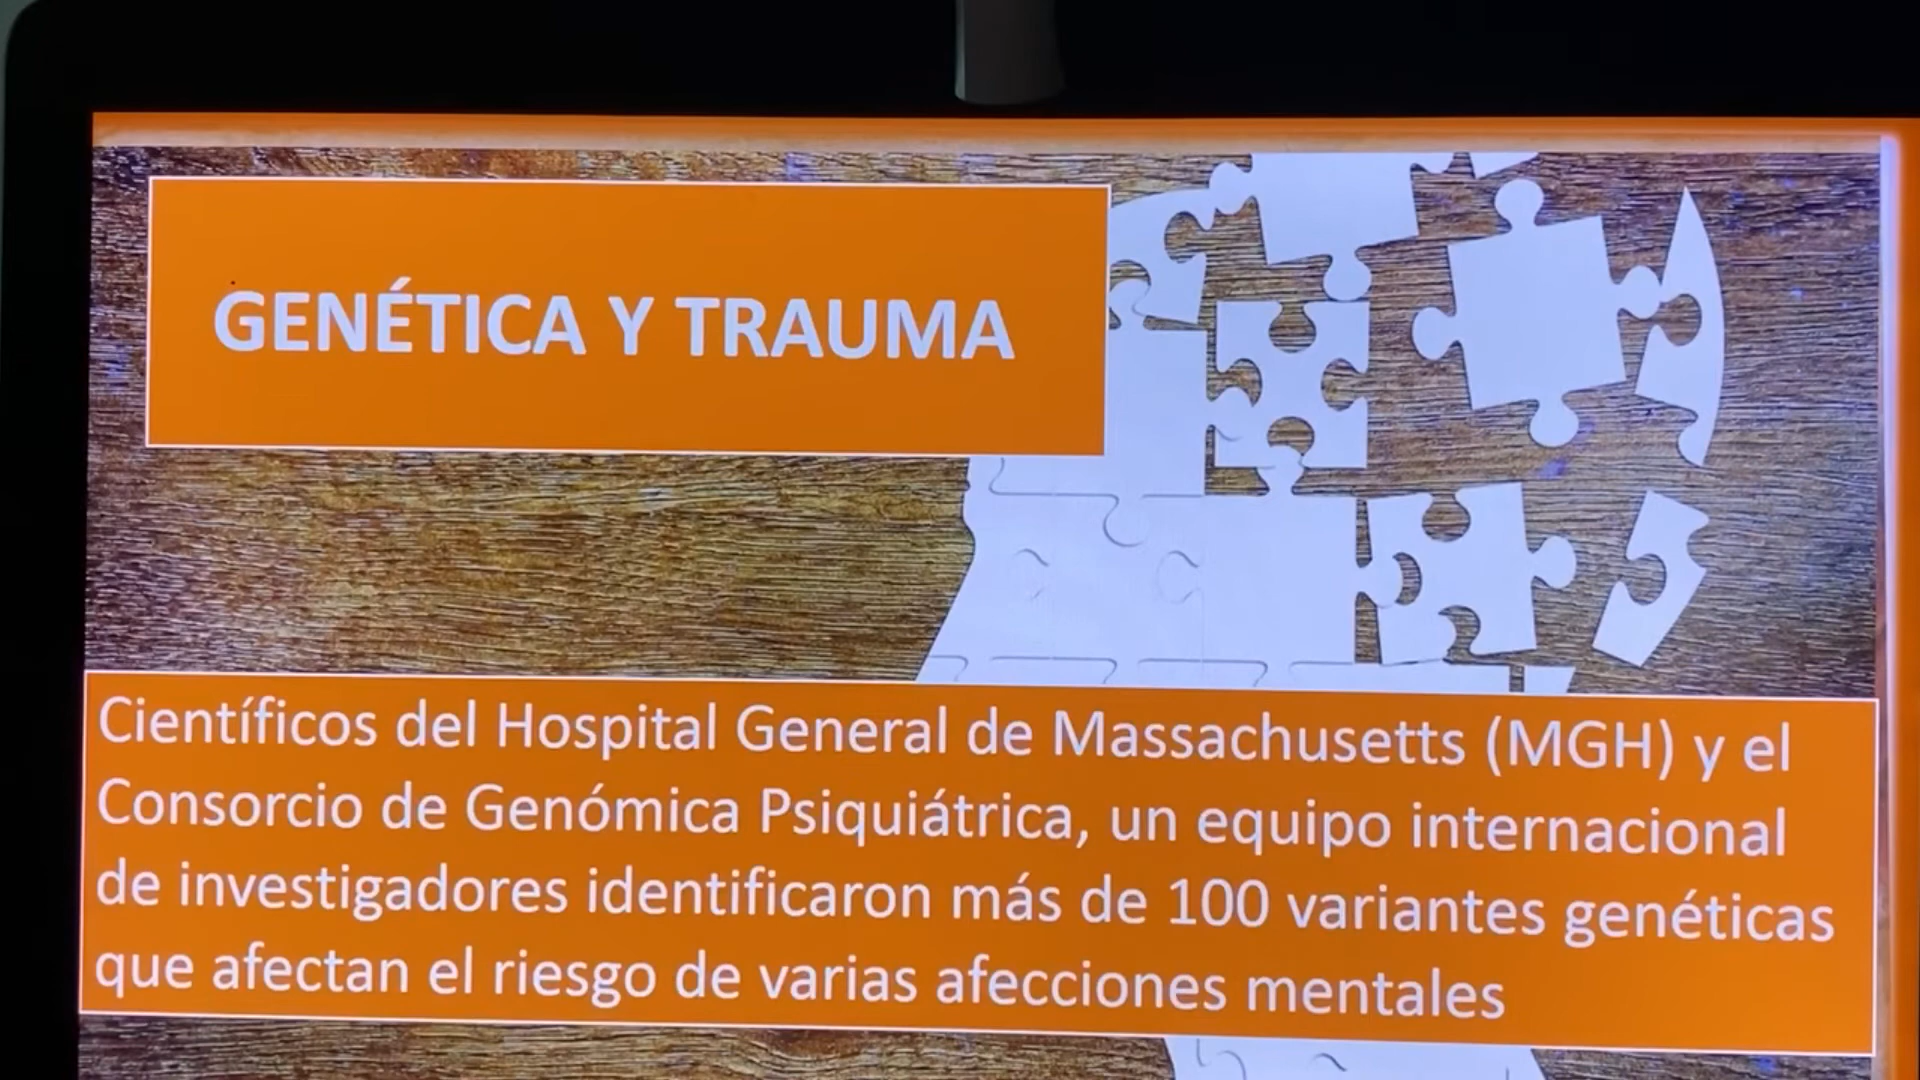 GENÉTICA Y TRAUMA
Científicos del Hospital General de Massachusetts (MGH) y el
Consorcio de Genómica Psiquiátrica, un equipo internacional
de investigadores identificaron más de 100 variantes genéticas
que afectan el riesgo de varias afecciones mentales